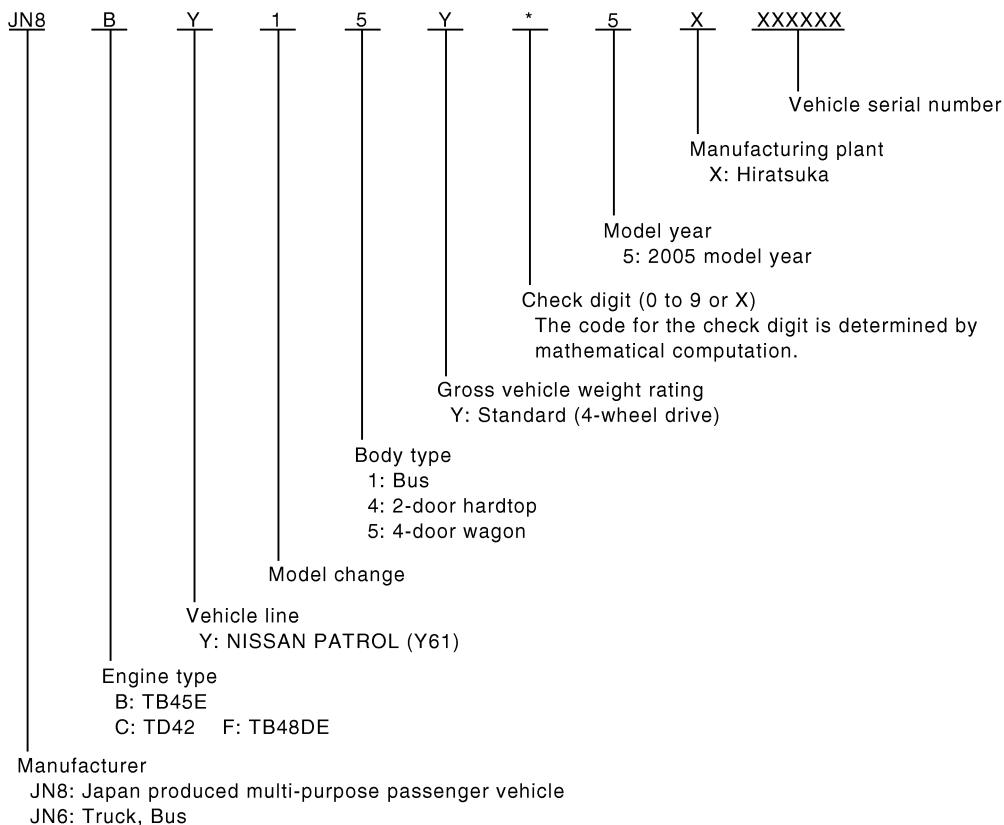 JN8 B Y 1 5 Y * 5 X XXXXXX
Vehicle serial number
Manufacturing plant
X: Hiratsuka
Model year
5: 2005 model year
Check digit (0 to 9 or X)
The code for the check digit is determined by
mathematical computation.
Gross vehicle weight rating
Y: Standard (4-wheel drive)
Body type
1: Bus
4: 2-door hardtop
5: 4-door wagon
Model change
Vehicle line
Y: NISSAN PATROL (Y61)
Engine type
B: TB45E
C: TD42 F: TB48DE
Manufacturer
JN8: Japan produced multi-purpose passenger vehicle
JN6: Truck, Bus